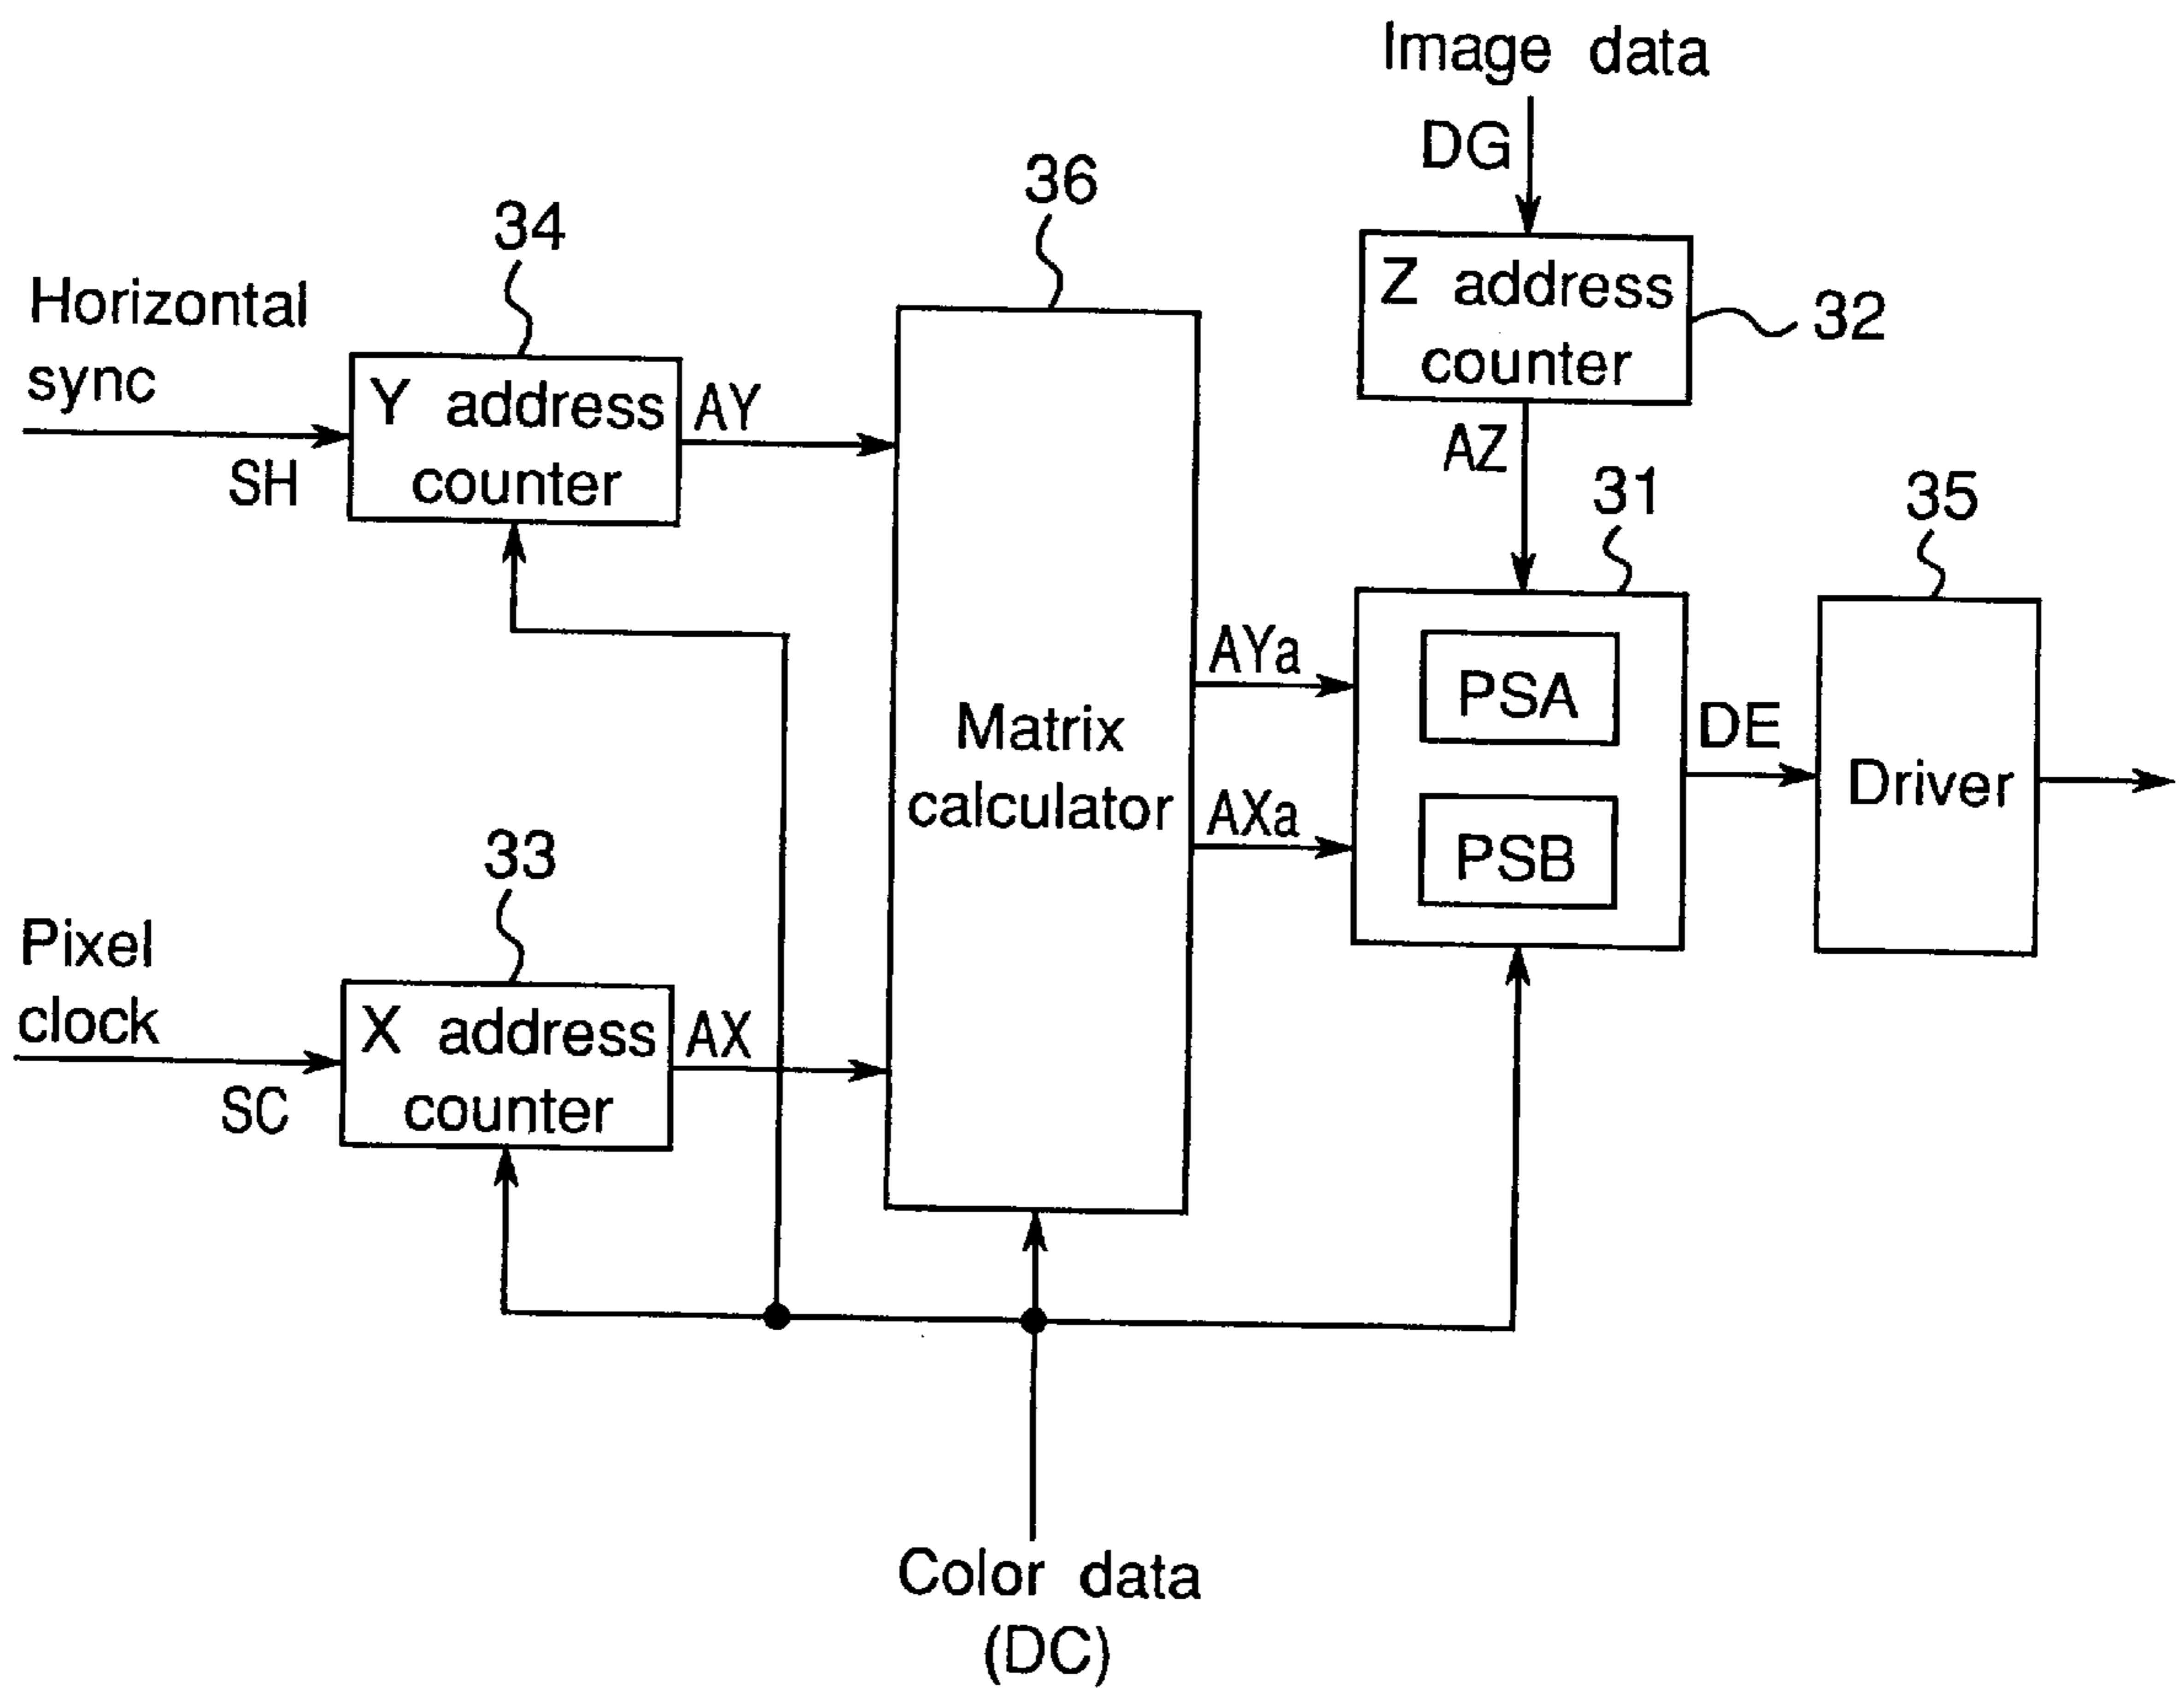 Image data
DG
36
34
Z address
counter
32
Horizontal
sync
SH
Y address
counter
AY
AZ
31
35
AYa
PSA
DE
Matrix
calculator
Driver
AXa
PSB
33
Pixel
clock
SC
X address
counter
AX
Color data
(DC)